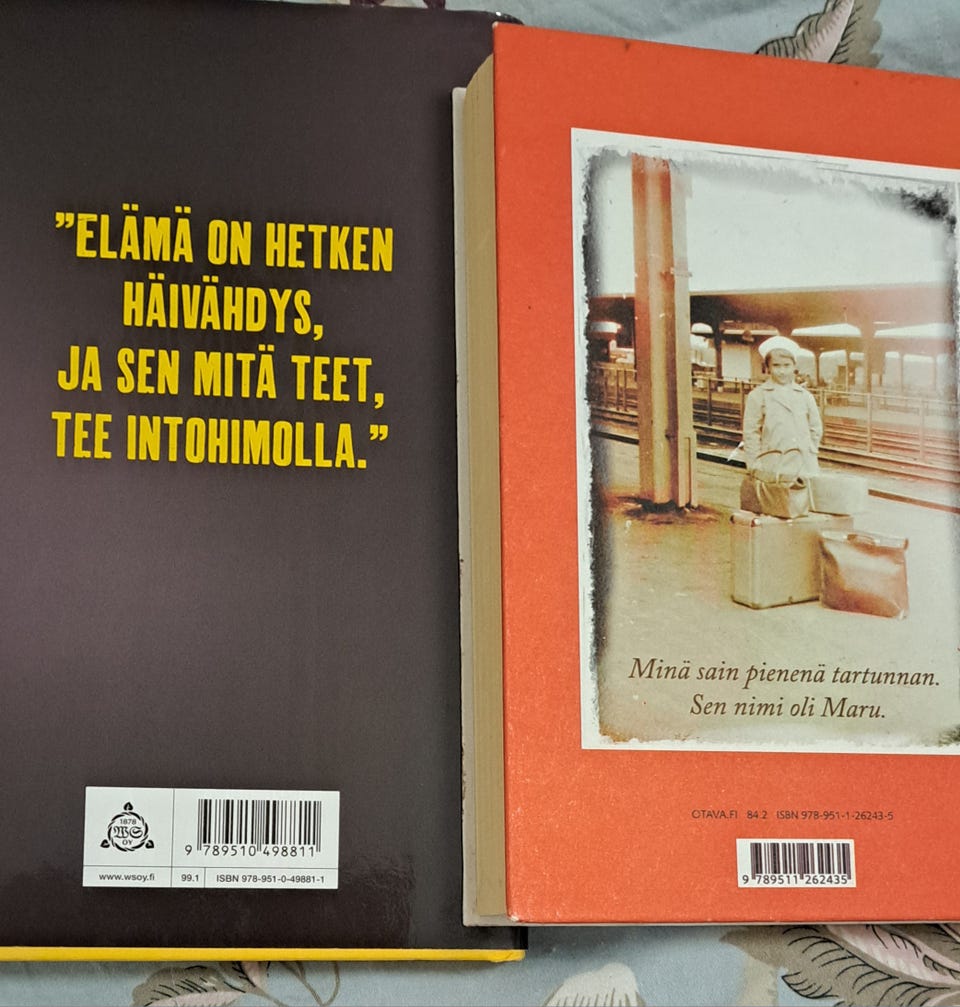 ”ELÄMÄ ON HETKEN
HÄIVÄHDYS,
JA SEN MITÄ TEET,
TEE INTOHIMOLLA.”
1878
WS
OY
9 789510 498811
www.wsoy.fi 99.1 ISBN 978-951-0-49881-1
Minä sain pienenä tartunnan.
Sen nimi oli Maru.
OTAVA.FI 84.2 ISBN 978-951-1-26243-5
9 789511 262435